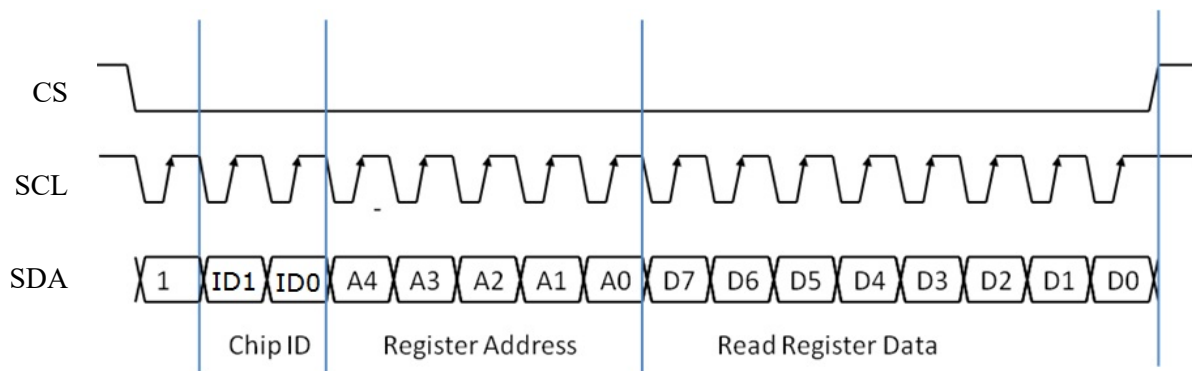 CS
SCL
SDA 1 ID1 ID0 A4 A3 A2 A1 A0 D7 D6 D5 D4 D3 D2 D1 D0
Chip ID Register Address Read Register Data